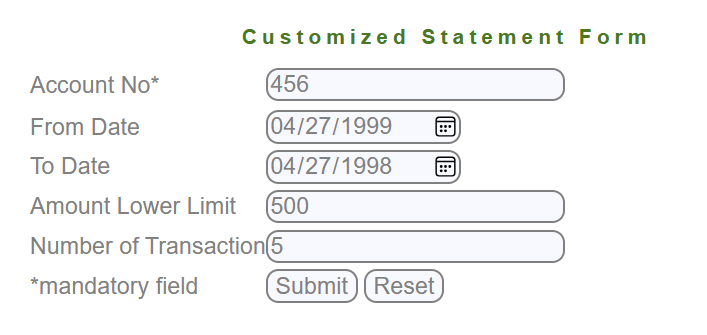 Customized Statement Form
Account No* 456
From Date 04/27/1999
To Date 04/27/1998
Amount Lower Limit 500
Number of Transaction 5
*mandatory field Submit Reset